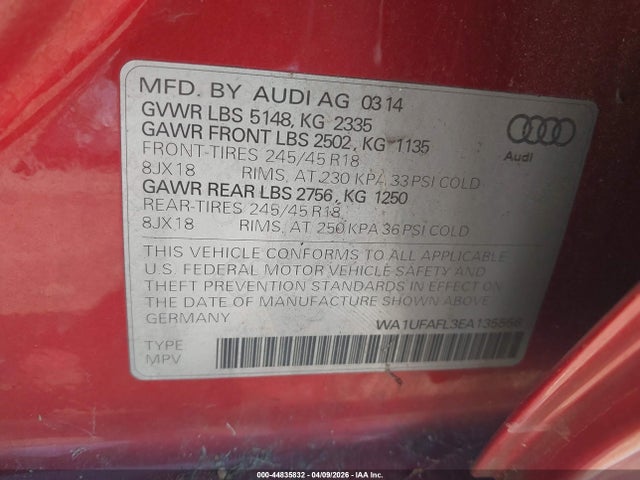 MFD. BY AUDI AG 03 14
GVWR LBS 5148, KG 2335
GAWR FRONT LBS 2502, KG 1135
FRONT-TIRES 245/45 R18
8JX18 RIMS, AT 230 KPA 33 PSI COLD
GAWR REAR LBS 2756, KG 1250
REAR-TIRES 245/45 R18
8JX18 RIMS, AT 250 KPA 36 PSI COLD
Audi
THIS VEHICLE CONFORMS TO ALL APPLICABLE
U.S. FEDERAL MOTOR VEHICLE SAFETY AND
THEFT PREVENTION STANDARDS IN EFFECT ON
THE DATE OF MANUFACTURE SHOWN ABOVE
GERMANY WA1UFAFL3EA135556
TYPE
MPV
000-44835832 - 04/09/2026 - IAA Inc.